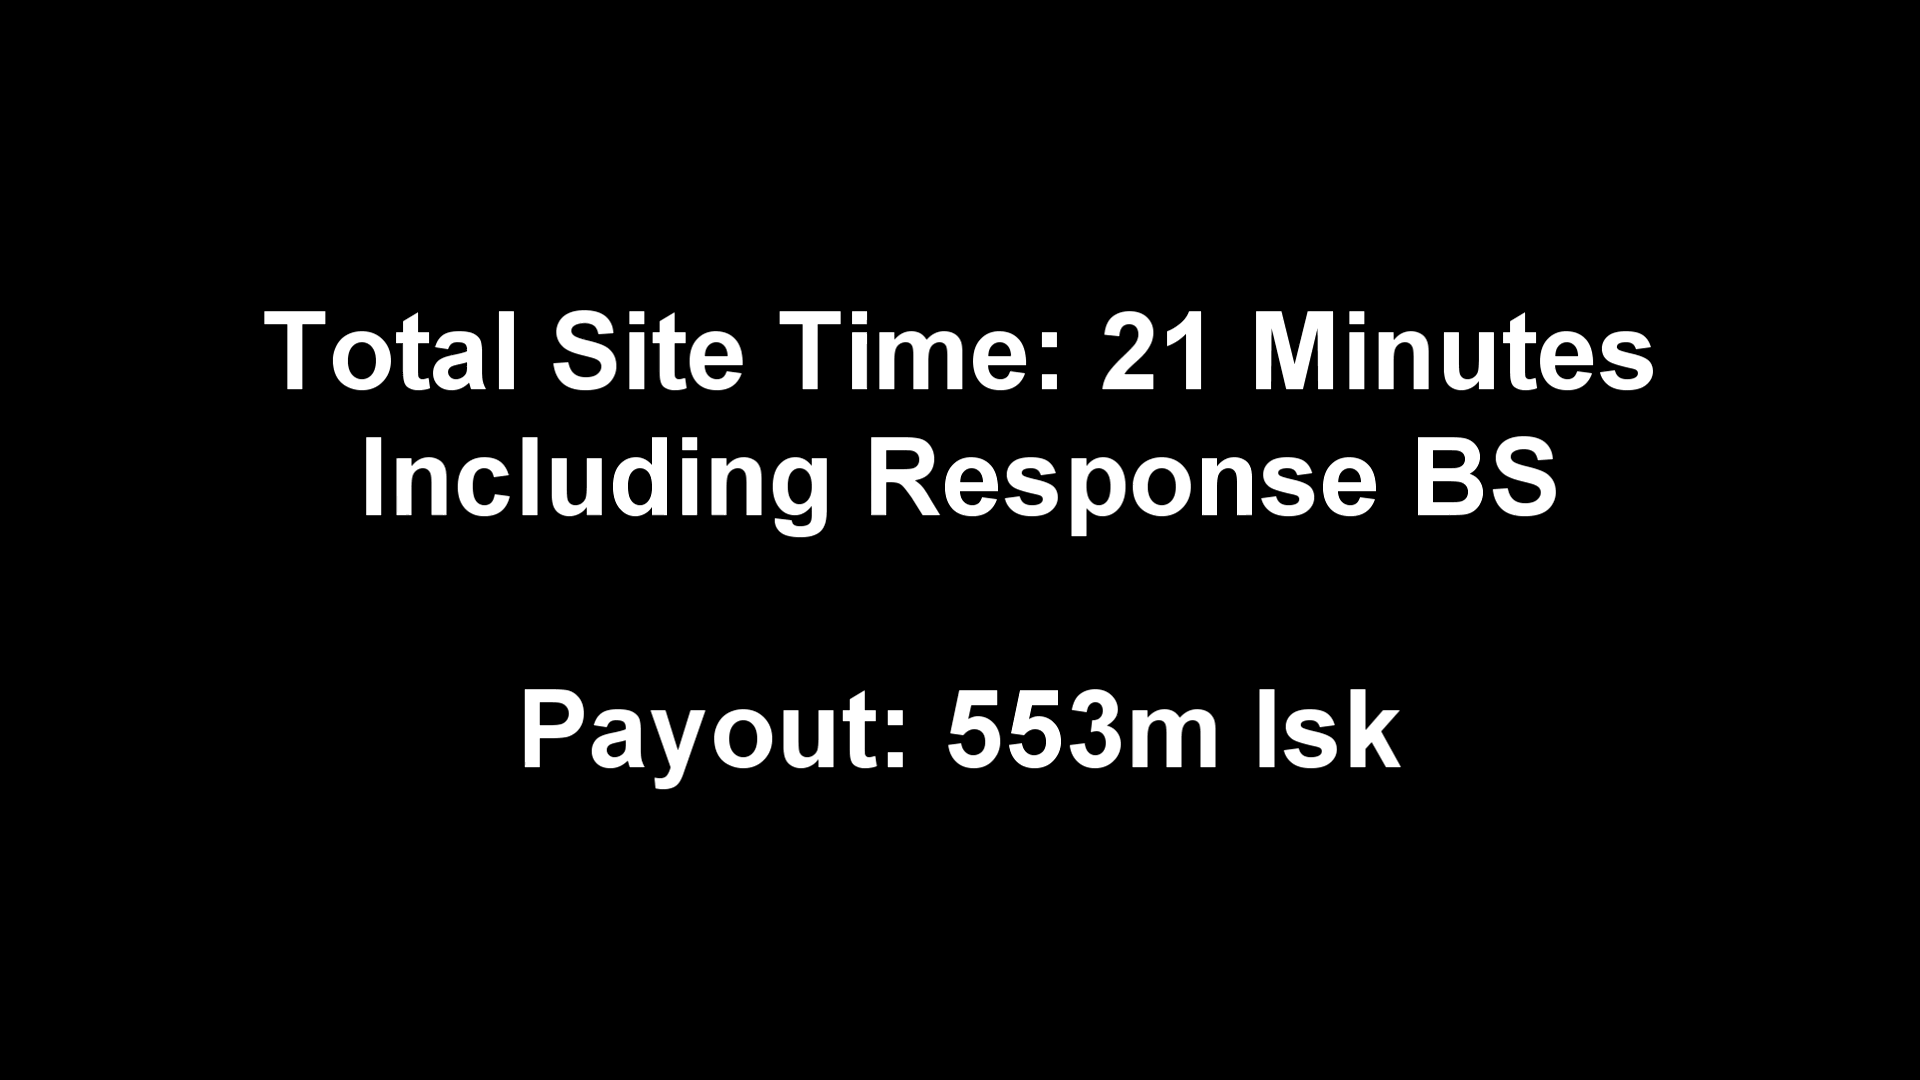 Total Site Time: 21 Minutes
Including Response BS
Payout: 553m Isk